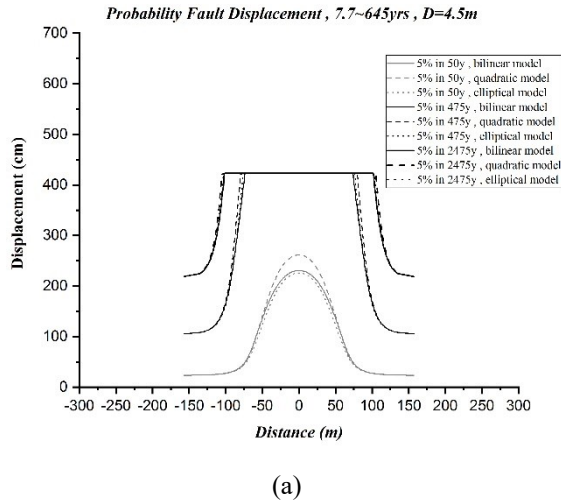 Probability Fault Displacement , 7.7~645yrs , D=4.5m
700
600
500
400
300
200
100
0
Displacement (cm)
5% in 50y , bilinear model
5% in 50y , quadratic model
5% in 50y , elliptical model
5% in 475y , bilinear model
5% in 475y , quadratic model
5% in 475y , elliptical model
5% in 2475y , bilinear model
5% in 2475y , quadratic model
5% in 2475y , elliptical model
-300 -250 -200 -150 -100 -50 0 50 100 150 200 250 300
Distance (m)
(a)